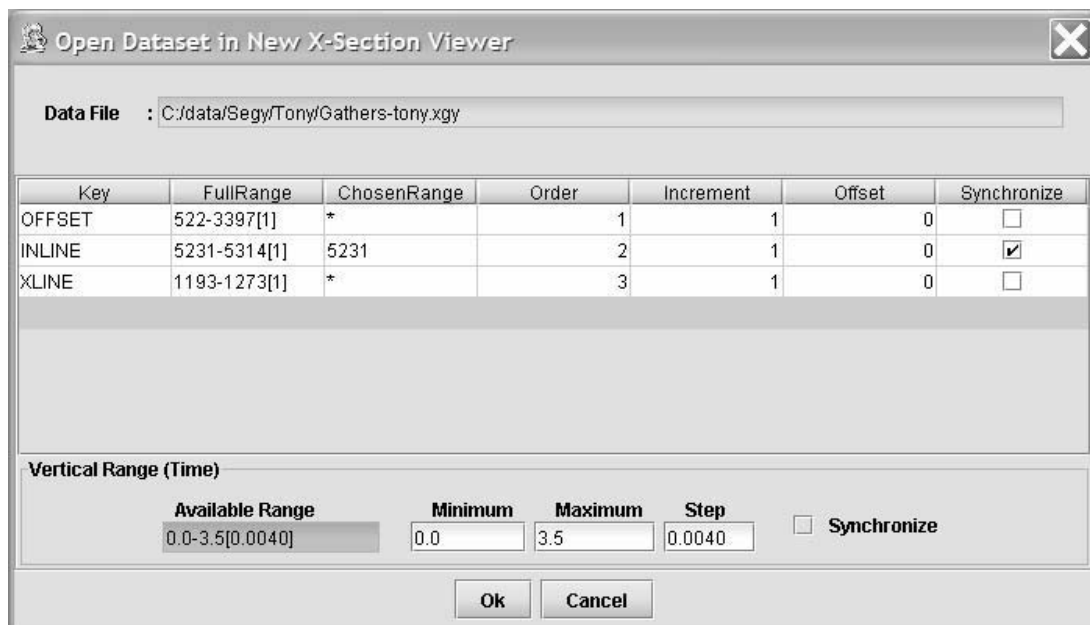 Open Dataset in New X-Section Viewer
Data File : C:/data/Segy/Tony/Gathers-tony.xgy
Key FullRange ChosenRange Order Increment Offset Synchronize
OFFSET 522-3397[1] * 1 1 0
INLINE 5231-5314[1] 5231 2 1 0
XLINE 1193-1273[1] * 3 1 0
Vertical Range (Time)
Available Range Minimum Maximum Step
0.0-3.5[0.0040] 0.0 3.5 0.0040 Synchronize
Ok Cancel